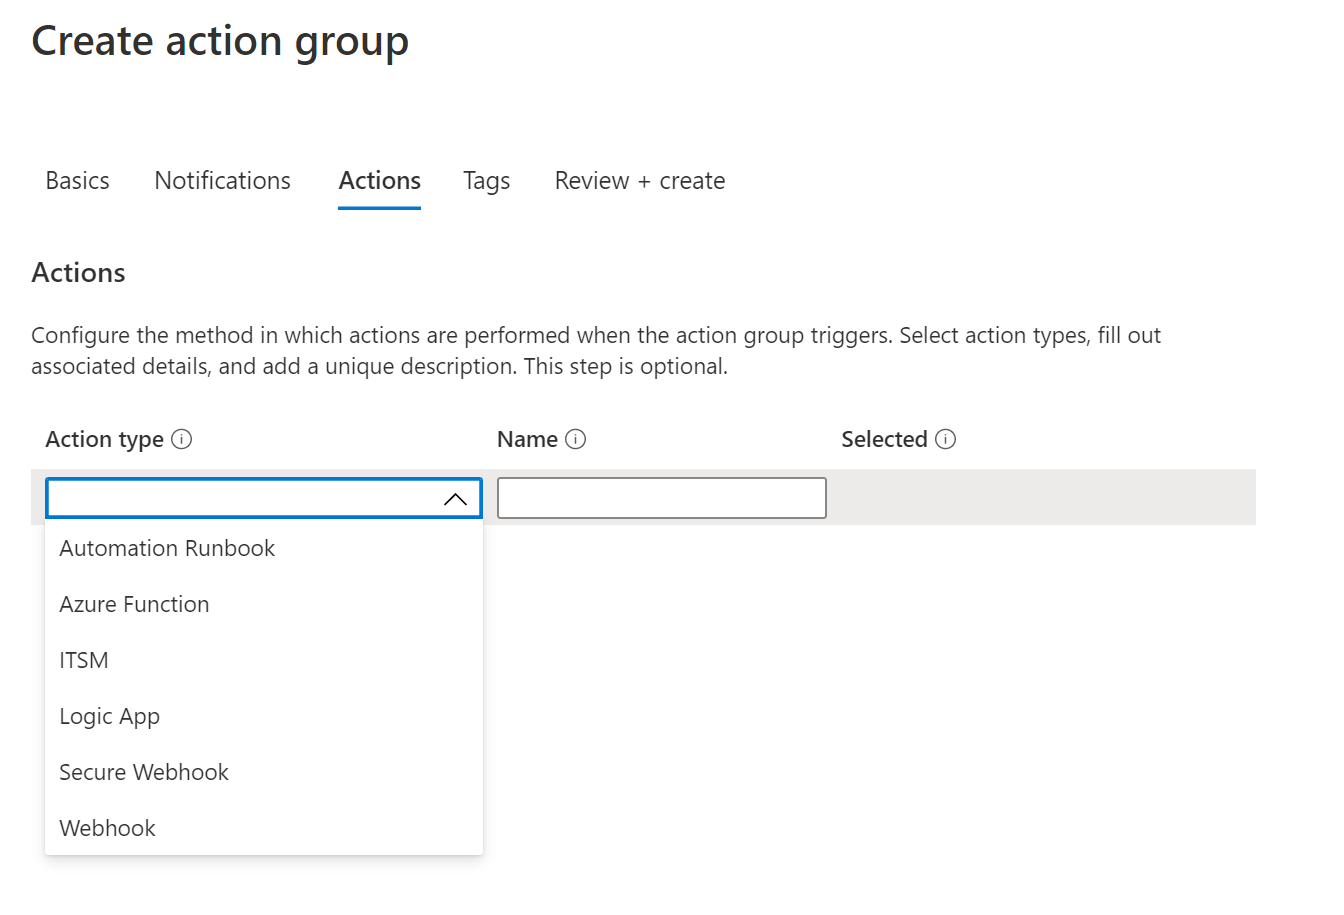 Create action group
Basics Notifications Actions Tags Review + create
Actions
Configure the method in which actions are performed when the action group triggers. Select action types, fill out
associated details, and add a unique description. This step is optional.
Action type Name Selected
Automation Runbook
Azure Function
ITSM
Logic App
Secure Webhook
Webhook